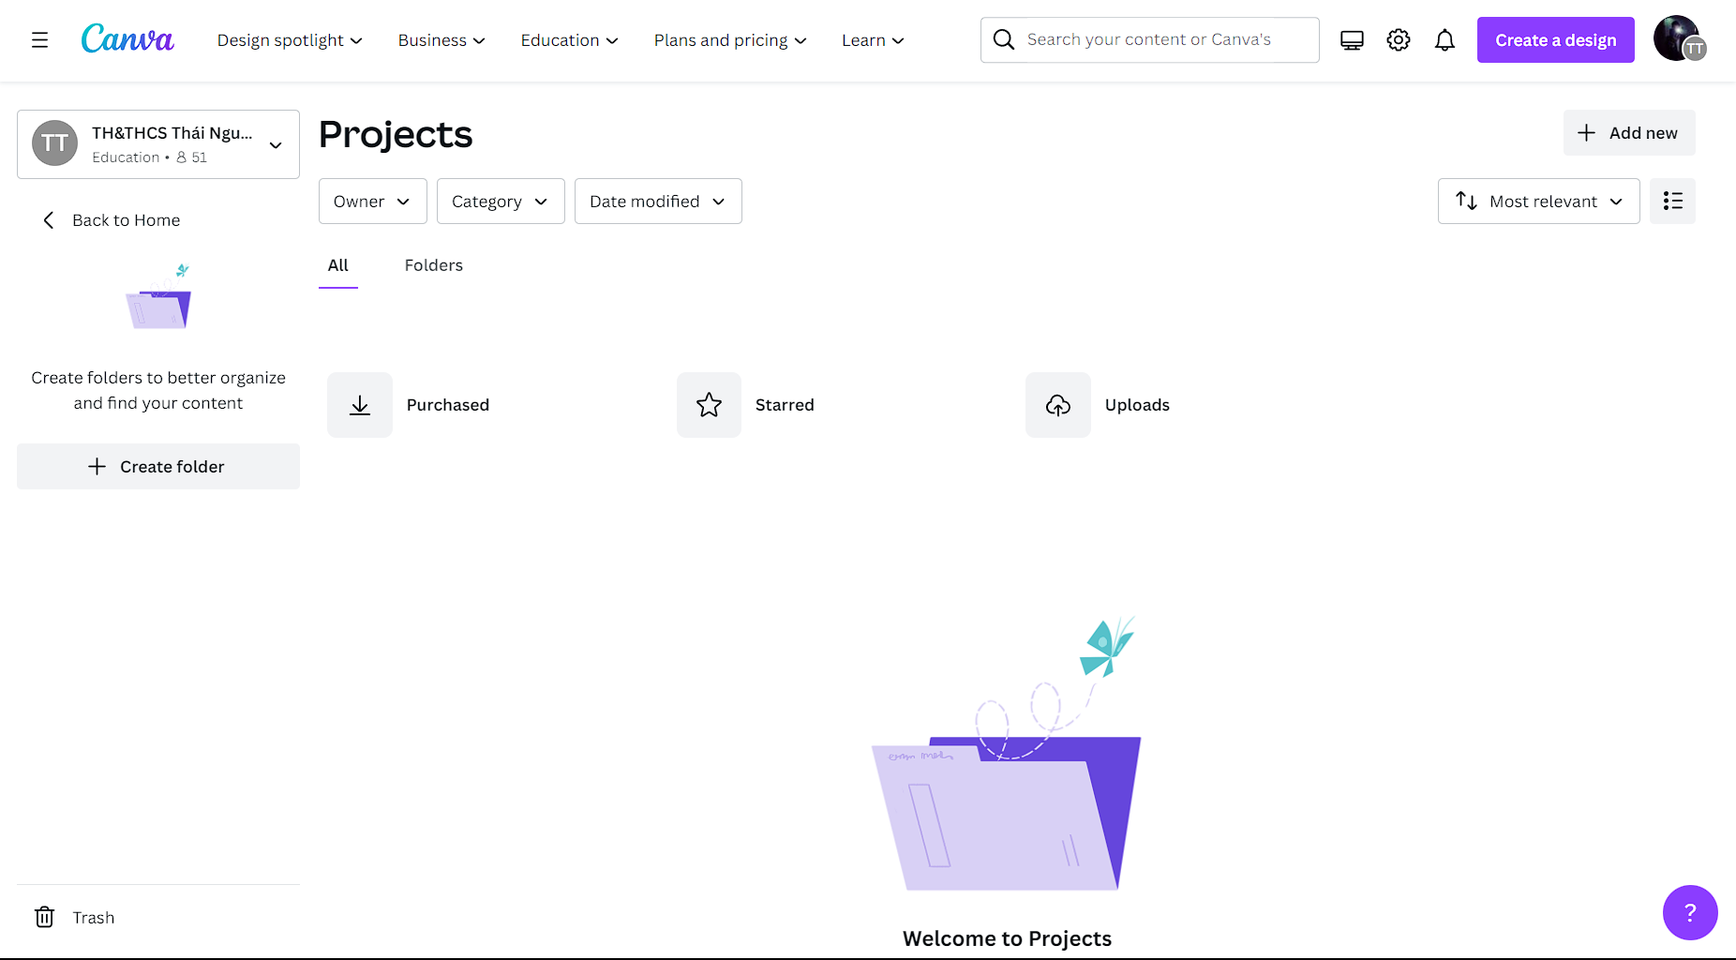 Canva
Design spotlight
Business
Education
Plans and pricing
Learn
Search your content or Canva's
Create a design
TT
TT
TH&THCS Thái Ngu...
Education • 51
Back to Home
Create folders to better organize
and find your content
Create folder
Trash
Projects
Add new
Owner
Category
Date modified
Most relevant
All
Folders
Purchased
Starred
Uploads
Welcome to Projects
?